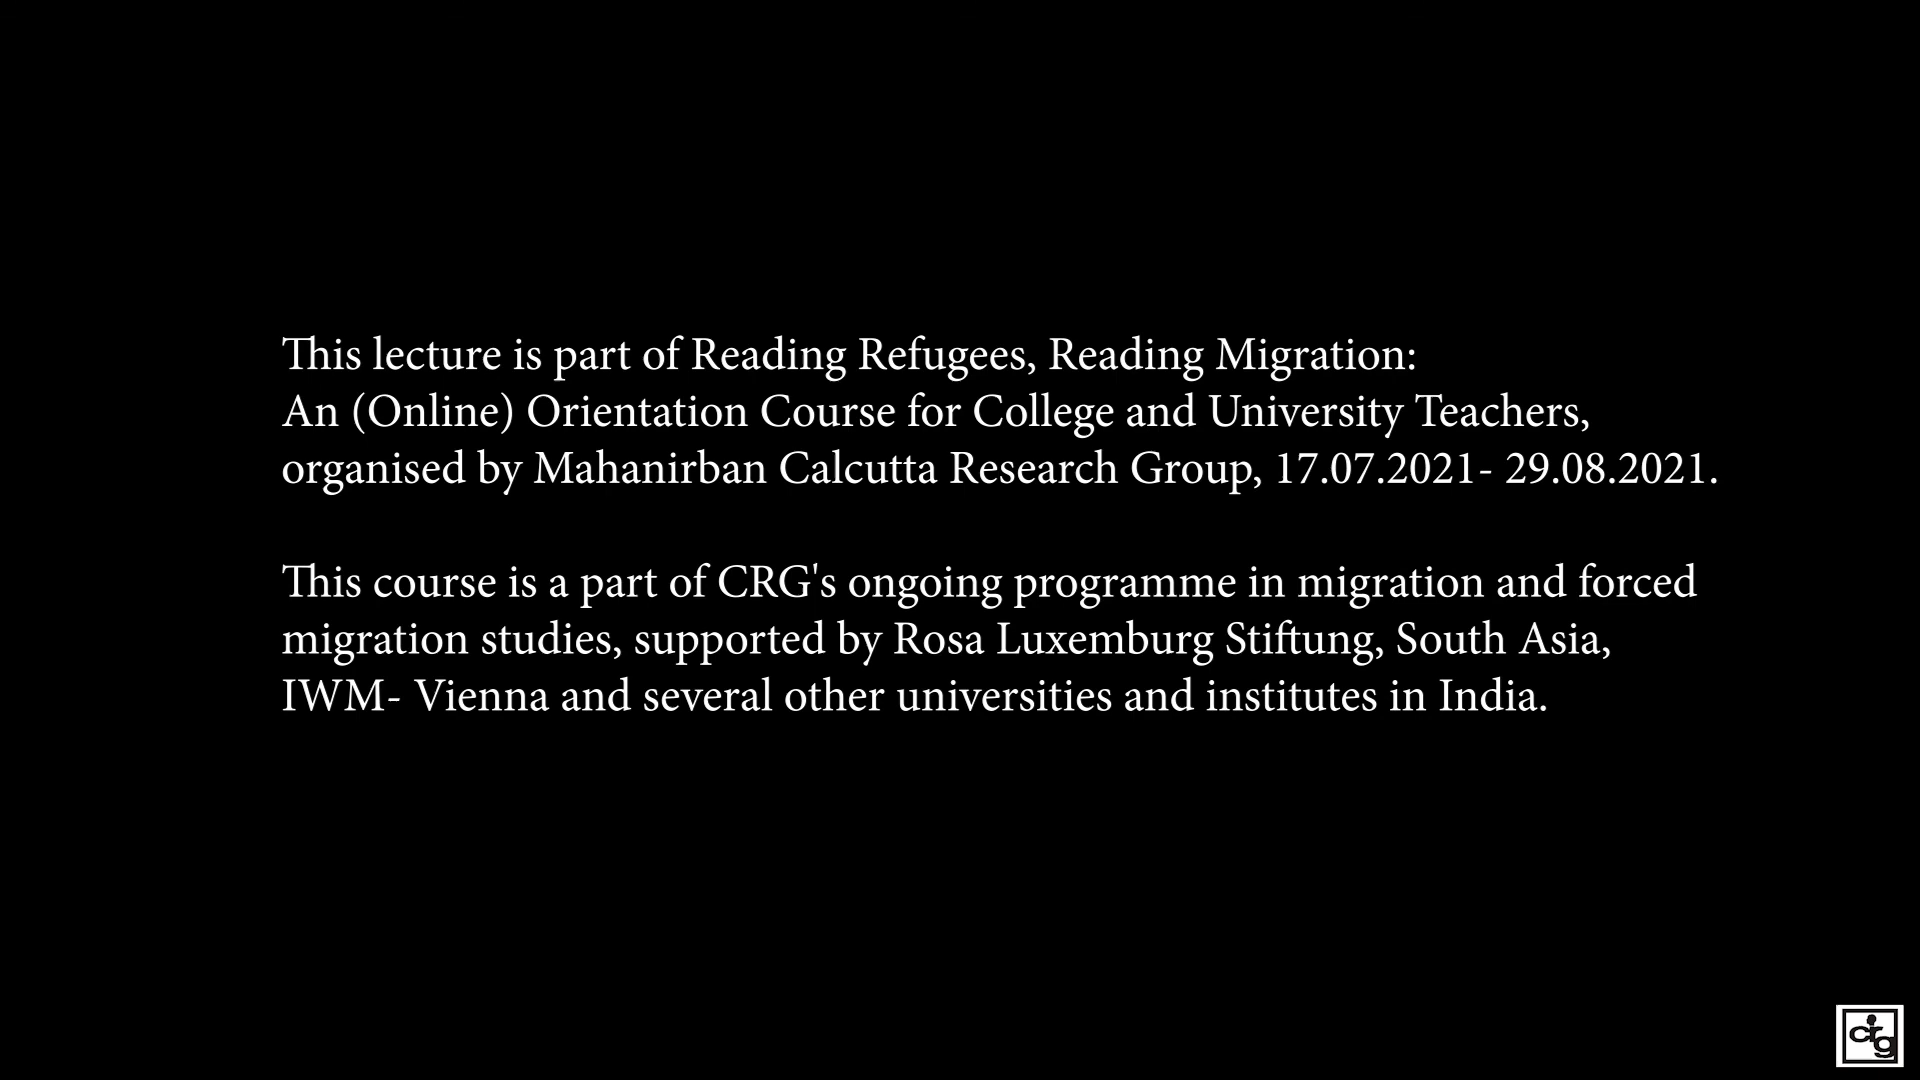 This lecture is part of Reading Refugees, Reading Migration:
An (Online) Orientation Course for College and University Teachers,
organised by Mahanirban Calcutta Research Group, 17.07.2021- 29.08.2021.
This course is a part of CRG's ongoing programme in migration and forced
migration studies, supported by Rosa Luxemburg Stiftung, South Asia,
IWM- Vienna and several other universities and institutes in India.
crg